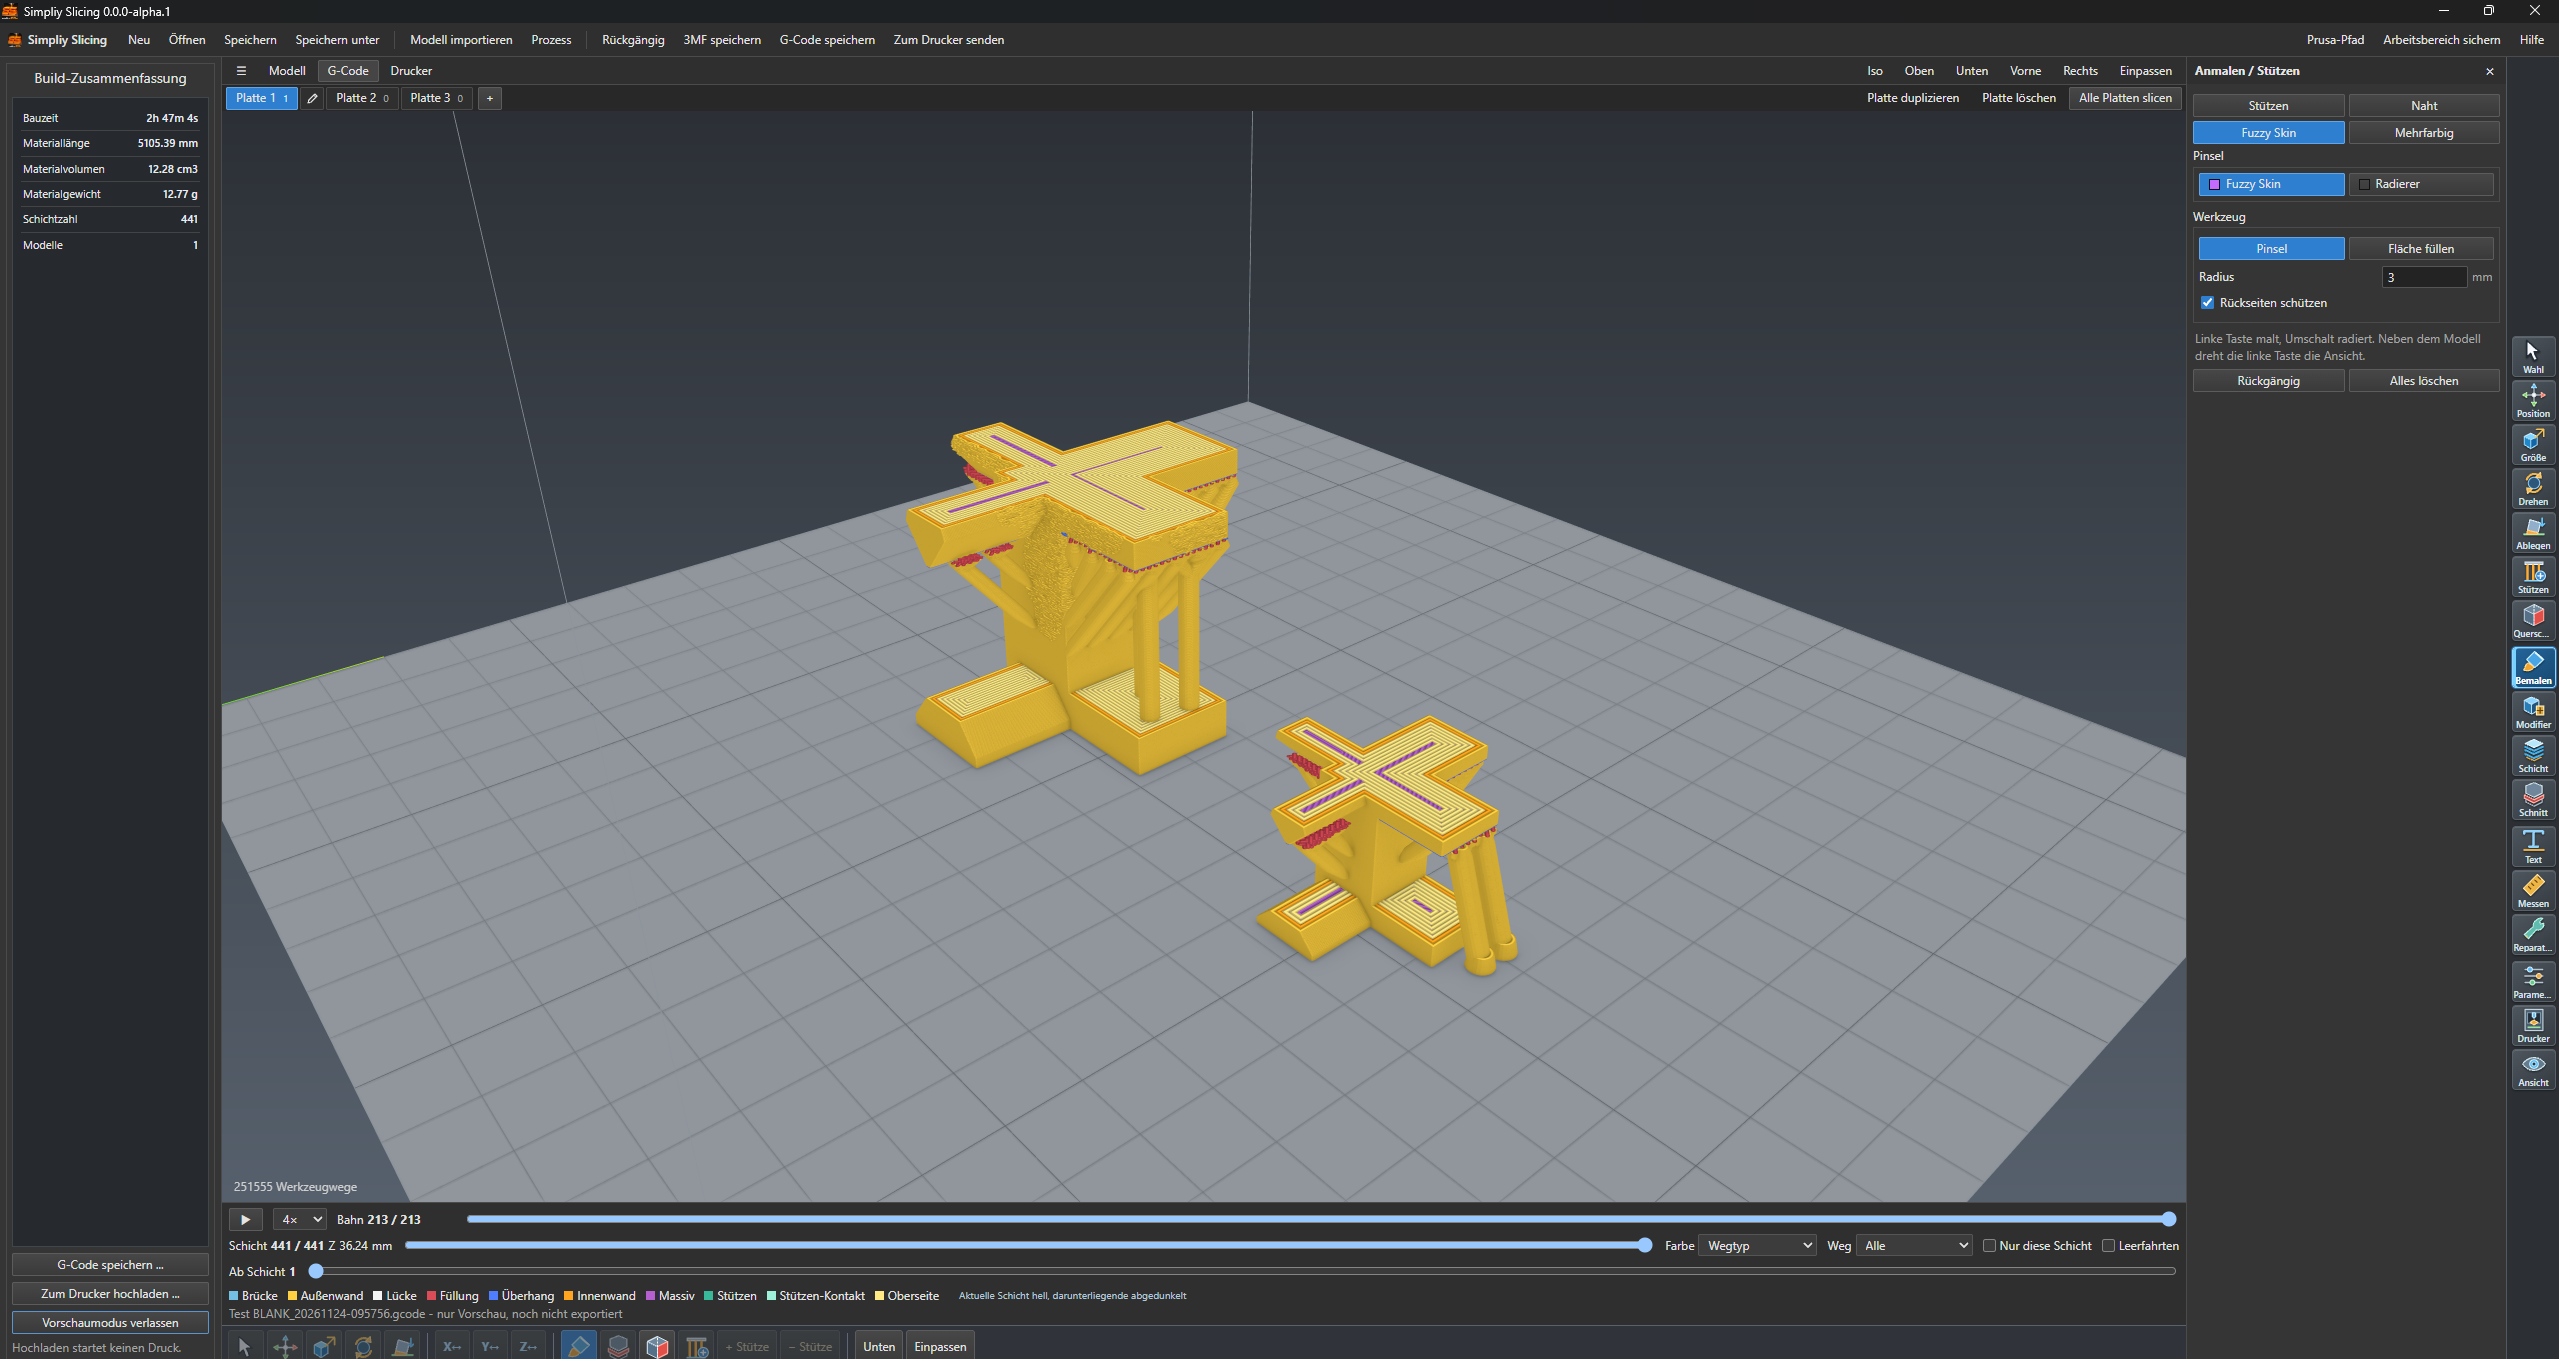 Simpliy Slicing 0.0.0-alpha.1
Simpliy Slicing Neu Öffnen Speichern Speichern unter Modell importieren Prozess Rückgängig 3MF speichern G-Code speichern Zum Drucker senden Prusa-Pfad Arbeitsbereich sichern Hilfe
Build-Zusammenfassung
Bauzeit 2h 47m 4s
Materiallänge 5105.39 mm
Materialvolumen 12.28 cm3
Materialgewicht 12.77 g
Schichtzahl 441
Modelle 1
G-Code speichern ...
Zum Drucker hochladen ...
Vorschaumodus verlassen
Hochladen startet keinen Druck.
Modell G-Code Drucker Iso Oben Unten Vorne Rechts Einpassen
Platte 1 1 Platte 2 0 Platte 3 0 + Platte duplizieren Platte löschen Alle Platten slicen
251555 Werkzeugwege
4× Bahn 213 / 213
Schicht 441 / 441 Z 36.24 mm Farbe Wegtyp Weg Alle Nur diese Schicht Leerfahrten
Ab Schicht 1
Brücke Außenwand Lücke Füllung Überhang Innenwand Massiv Stützen Stützen-Kontakt Oberseite Aktuelle Schicht hell, darunterliegende abgedunkelt
Test BLANK_20261124-095756.gcode - nur Vorschau, noch nicht exportiert
X↔ Y↔ Z↔ + Stütze − Stütze Unten Einpassen
Anmalen / Stützen ×
Stützen Naht
Fuzzy Skin Mehrfarbig
Pinsel
Fuzzy Skin Radierer
Werkzeug
Pinsel Fläche füllen
Radius 3 mm
Rückseiten schützen
Linke Taste malt, Umschalt radiert. Neben dem Modell
dreht die linke Taste die Ansicht.
Rückgängig Alles löschen
Wahl
Position
Größe
Drehen
Ablegen
Stützen
Quersc...
Bemalen
Modifier
Schicht
Schnitt
Text
Messen
Reparat...
Parame...
Drucker
Ansicht